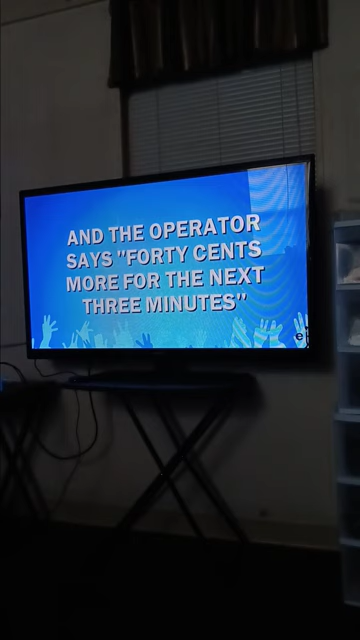 AND THE OPERATOR
SAYS "FORTY CENTS
MORE FOR THE NEXT
THREE MINUTES"